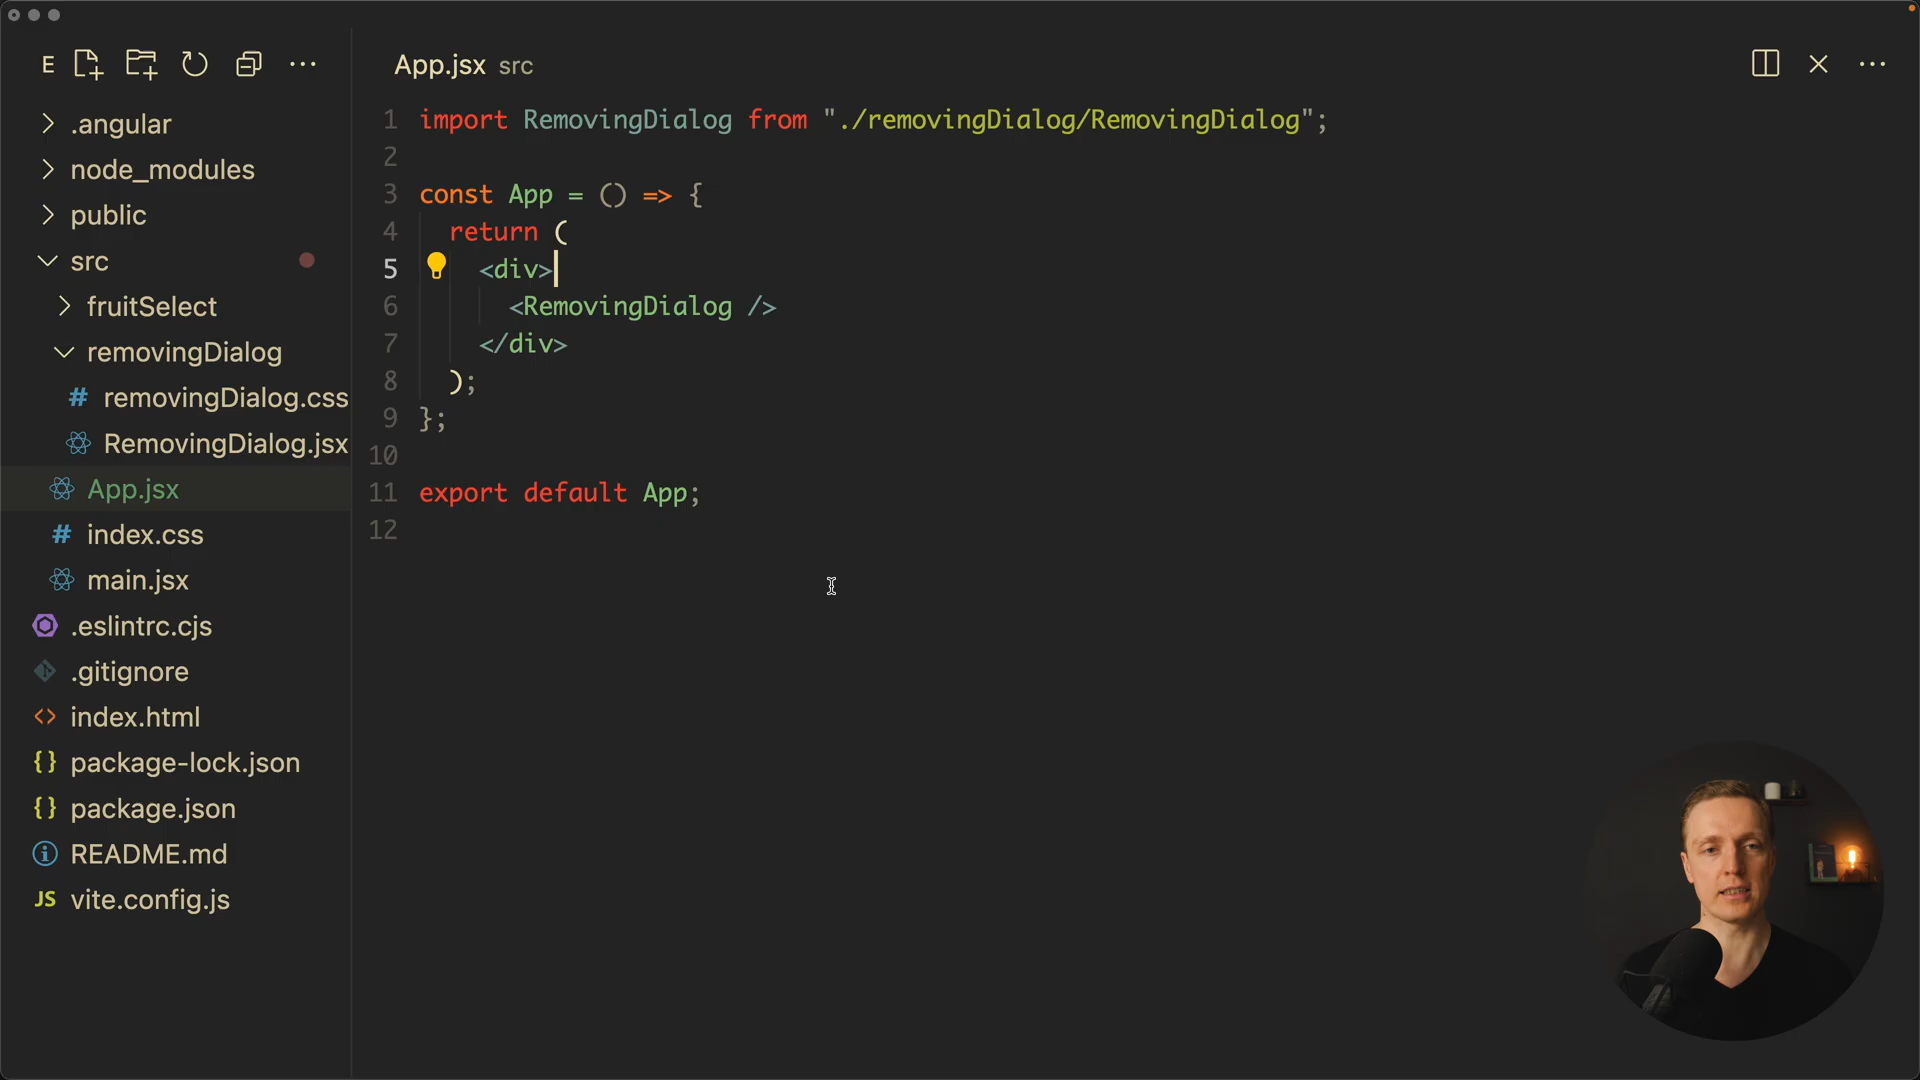 E
.angular
node_modules
public
src
fruitSelect
removingDialog
# removingDialog.css
RemovingDialog.jsx
App.jsx
# index.css
main.jsx
.eslintrc.cjs
.gitignore
<> index.html
{} package-lock.json
{} package.json
README.md
JS vite.config.js
App.jsx src
1 import RemovingDialog from "./removingDialog/RemovingDialog";
2
3 const App = () => {
4 return (
5 <div>
6 <RemovingDialog />
7 </div>
8 );
9 };
10
11 export default App;
12